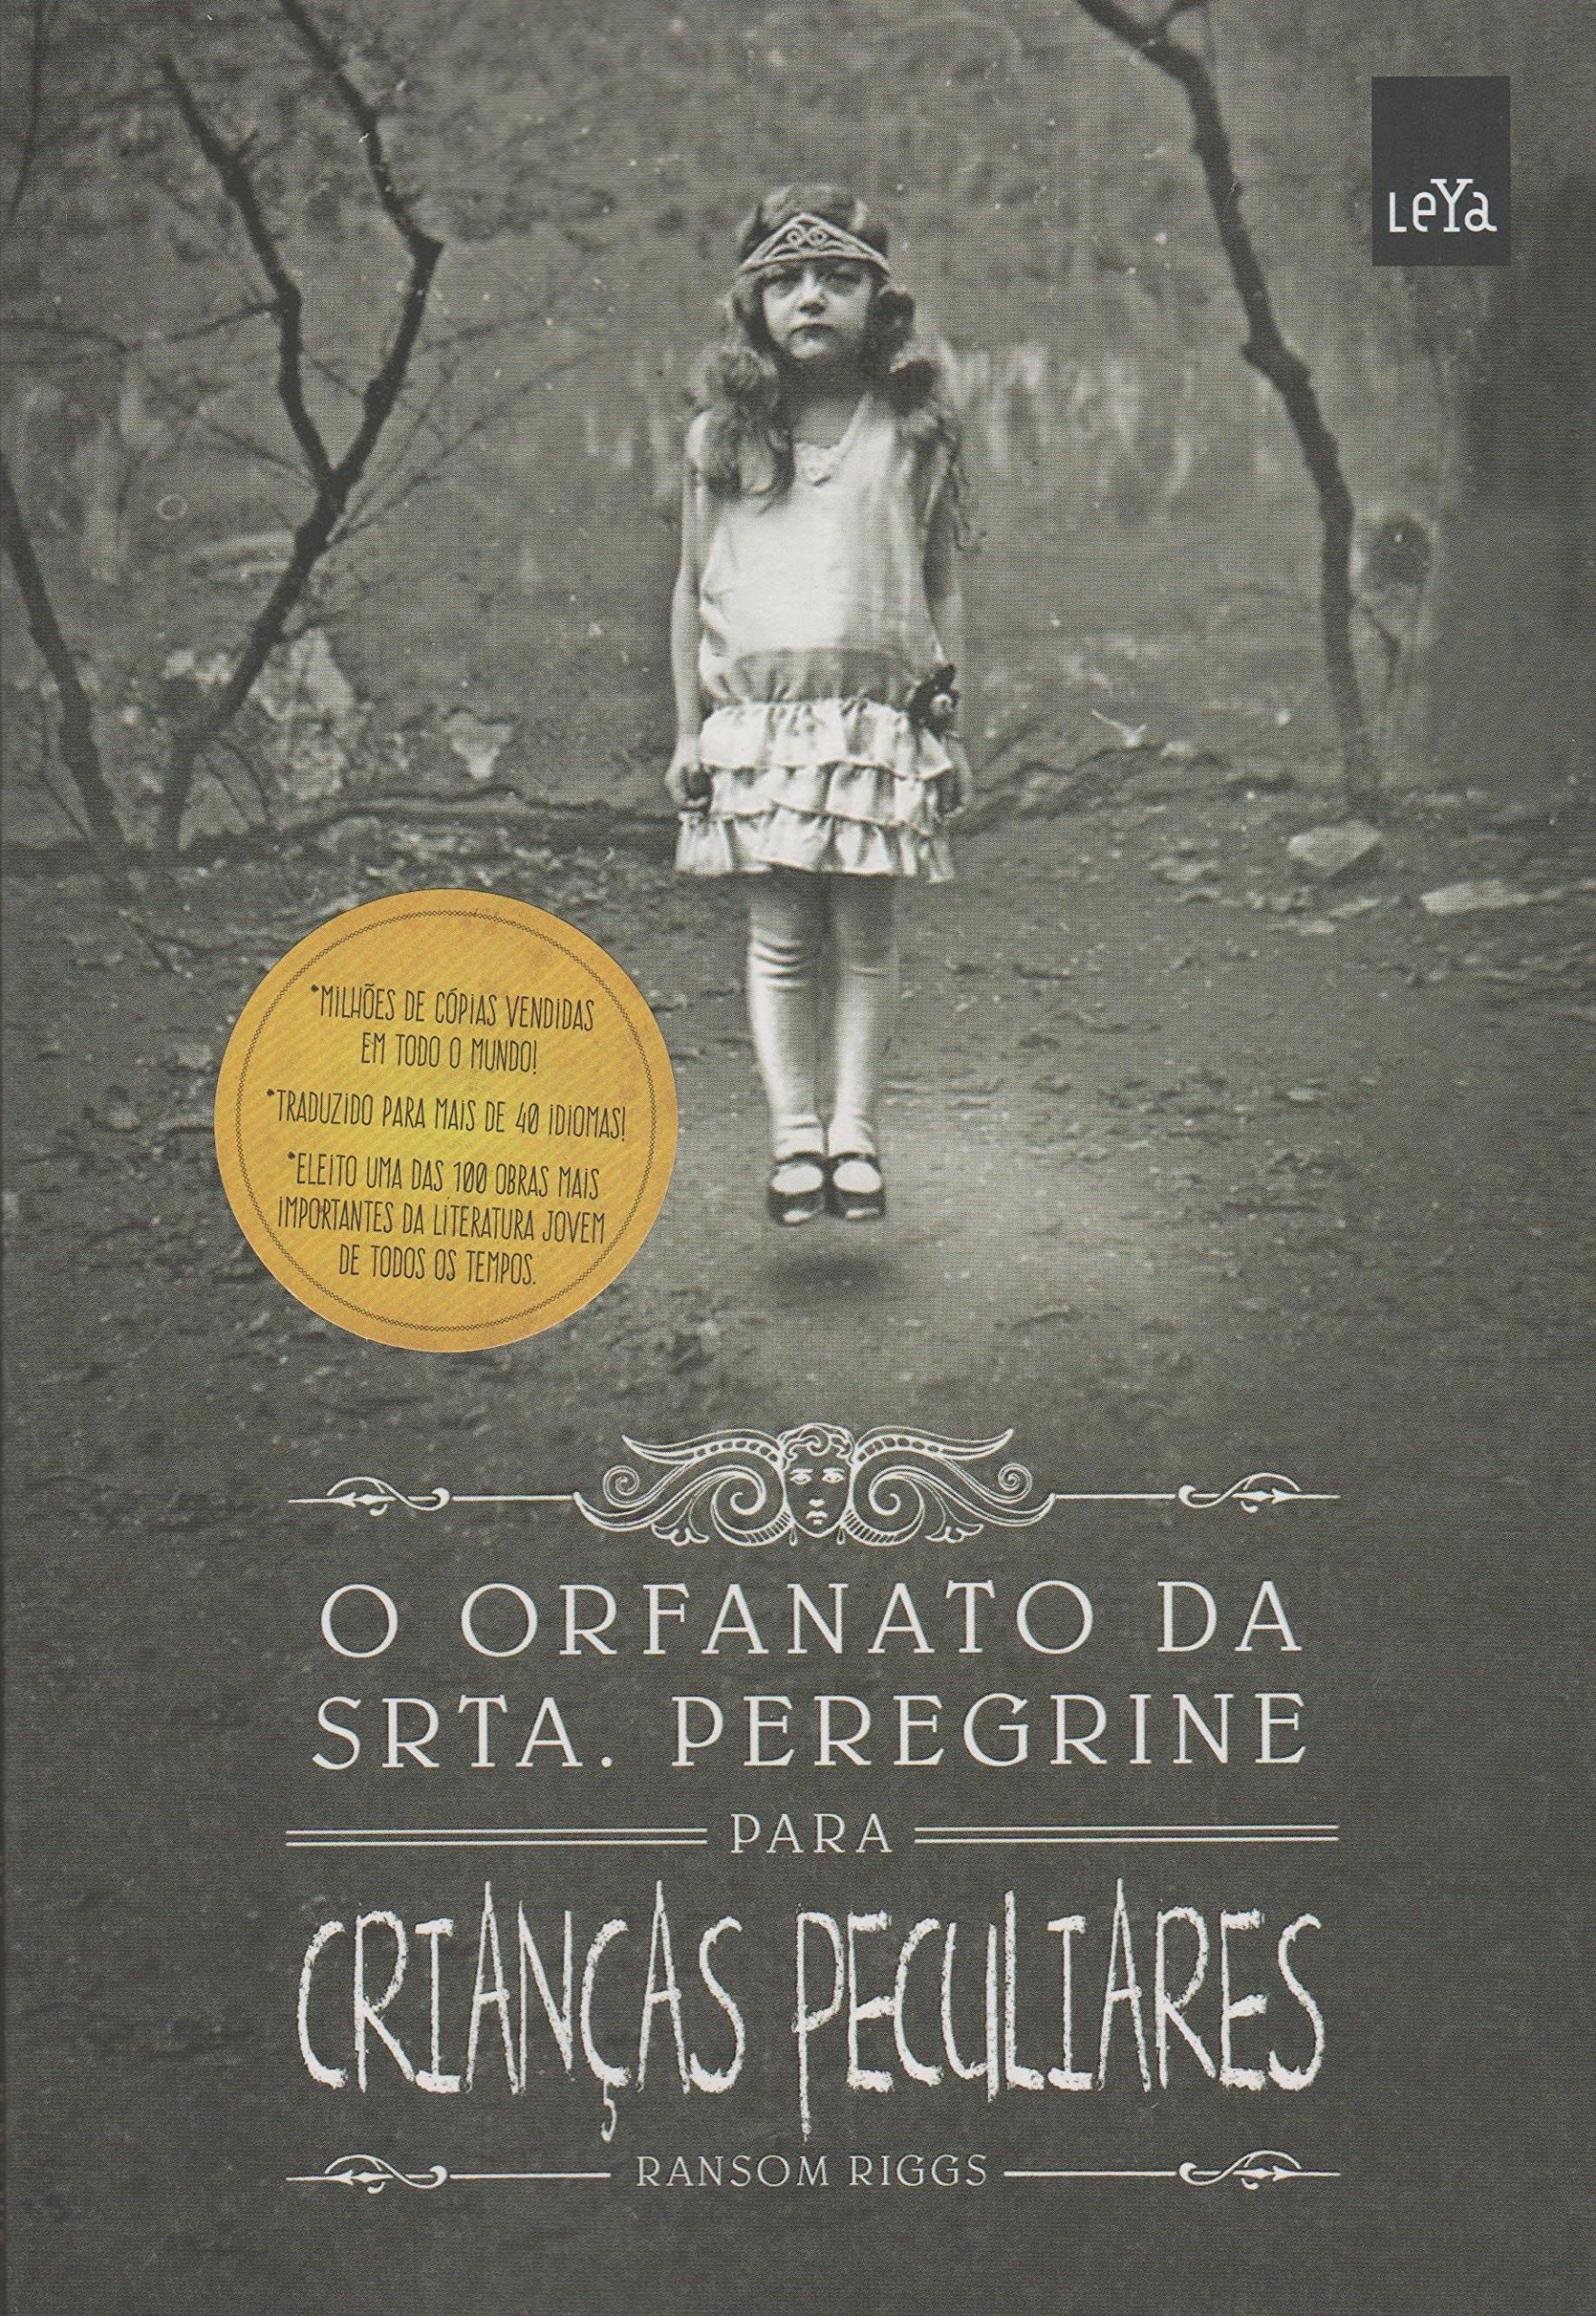 LeYa
*MILHÕES DE CÓPIAS VENDIDAS
EM TODO O MUNDO!
*TRADUZIDO PARA MAIS DE 40 IDIOMAS!
*ELEITO UMA DAS 100 OBRAS MAIS
IMPORTANTES DA LITERATURA JOVEM
DE TODOS OS TEMPOS.
O ORFANATO DA
SRTA. PEREGRINE
PARA
CRIANÇAS PECULIARES
RANSOM RIGGS